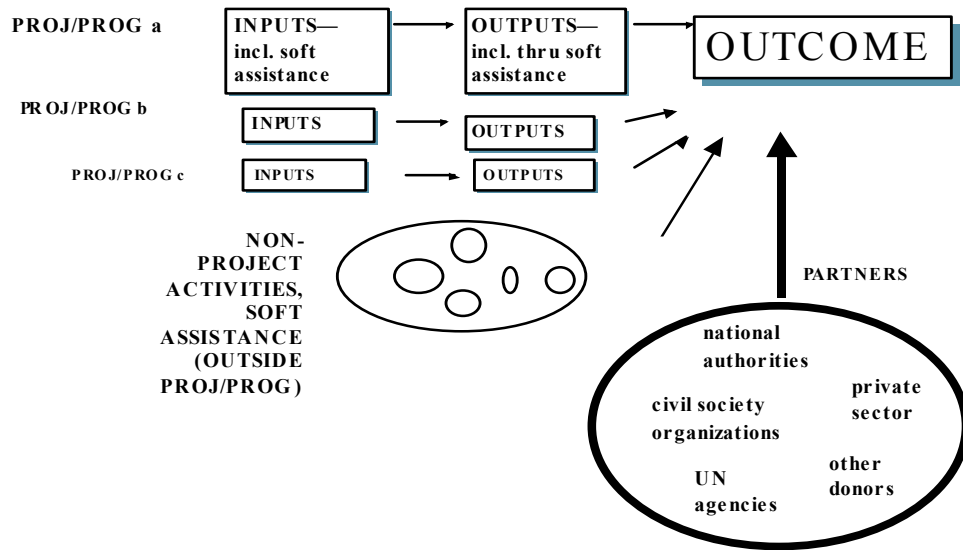 PROJ/PROG a
INPUTS—
incl. soft
assistance
OUTPUTS—
incl. thru soft
assistance
OUTCOME
PROJ/PROG b
INPUTS
OUTPUTS
PROJ/PROG c
INPUTS
OUTPUTS
NON-
PROJECT
ACTIVITIES,
SOFT
ASSISTANCE
(OUTSIDE
PROJ/PROG)
PARTNERS
national
authorities
private
sector
civil society
organizations
other
donors
UN
agencies